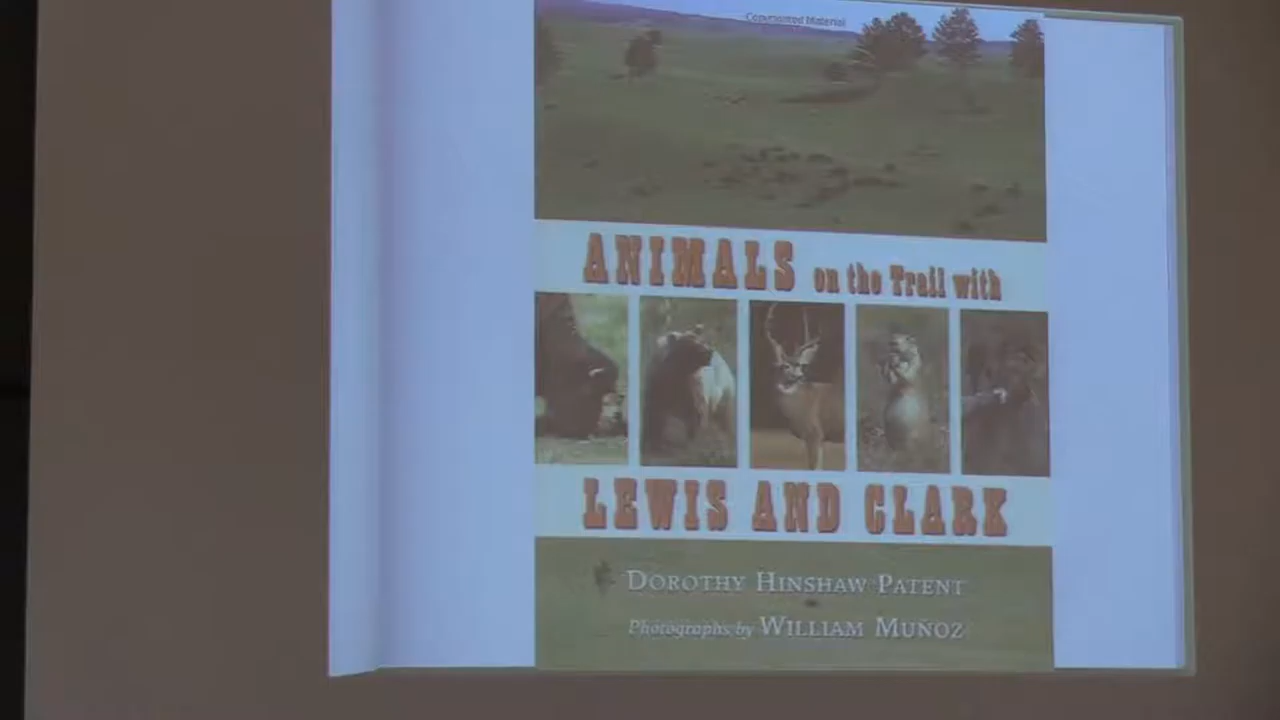 Copyrighted Material
ANIMALS on the Trail with
LEWIS AND CLARK
DOROTHY HINSHAW PATENT
Photographs by WILLIAM MUÑOZ